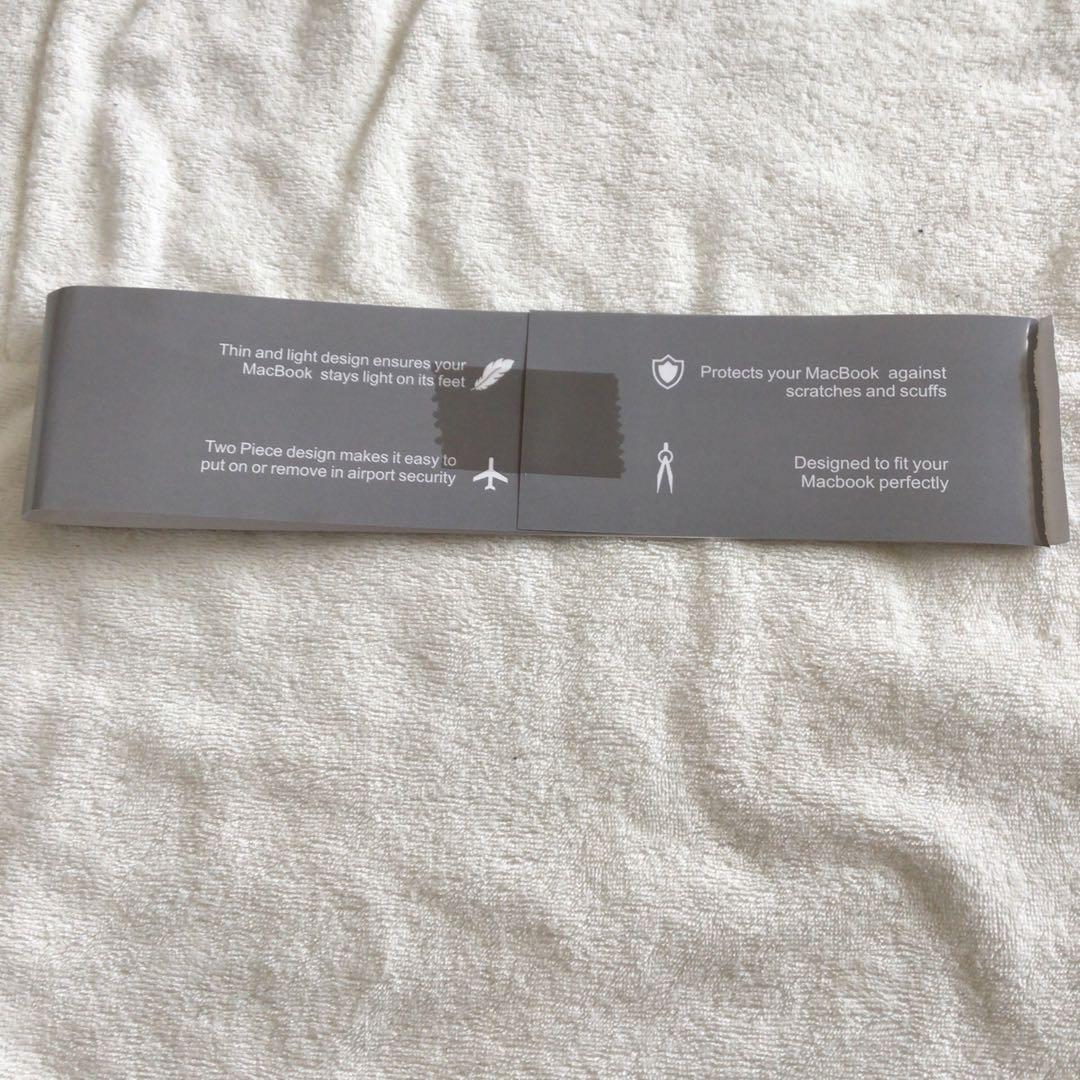 Thin and light design ensures your
MacBook stays light on its feet
Two Piece design makes it easy to
put on or remove in airport security
Protects your MacBook against
scratches and scuffs
Designed to fit your
Macbook perfectly